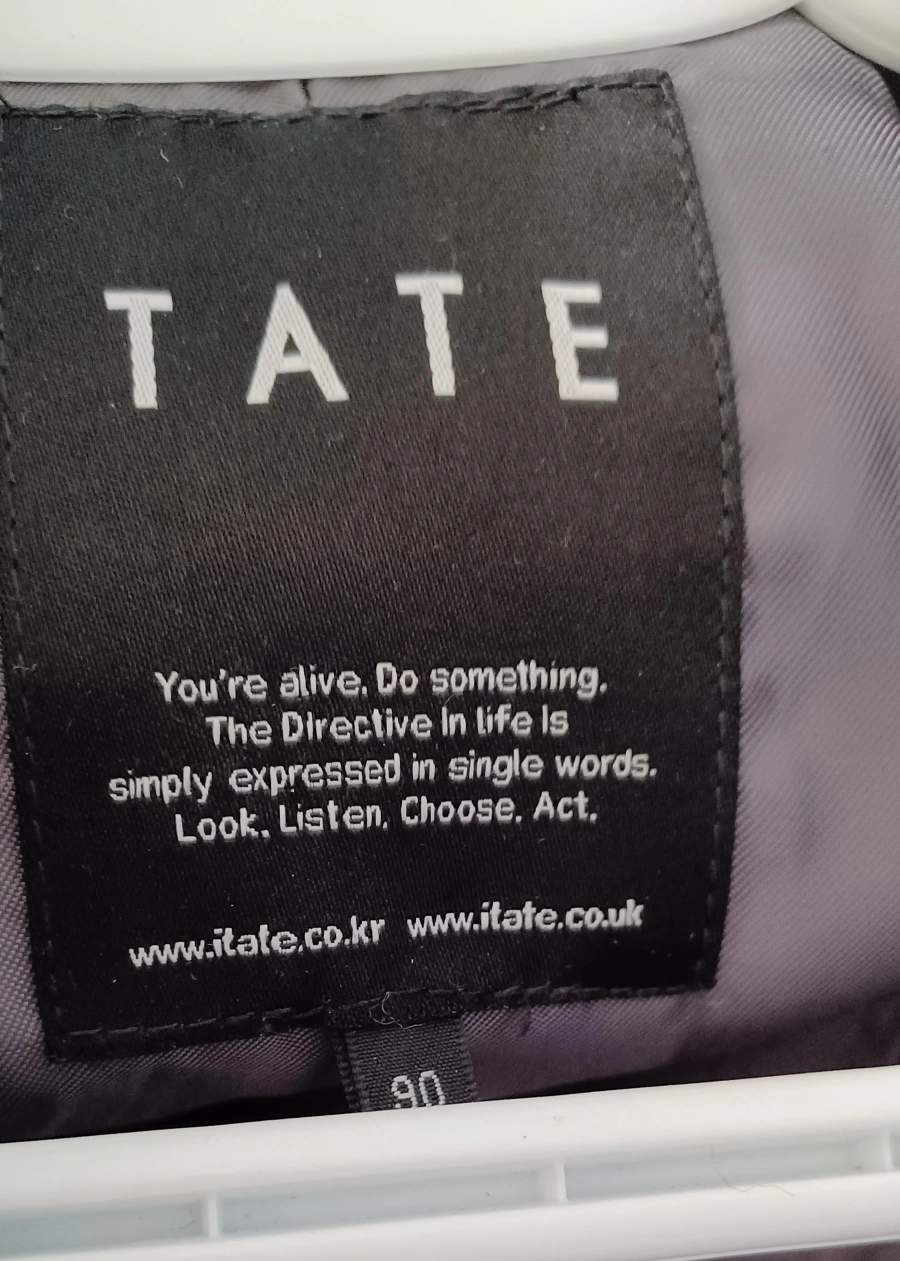 TATE
You're alive. Do something.
The Directive in life is
simply expressed in single words.
Look. Listen. Choose. Act.
www.itate.co.kr www.itate.co.uk
90